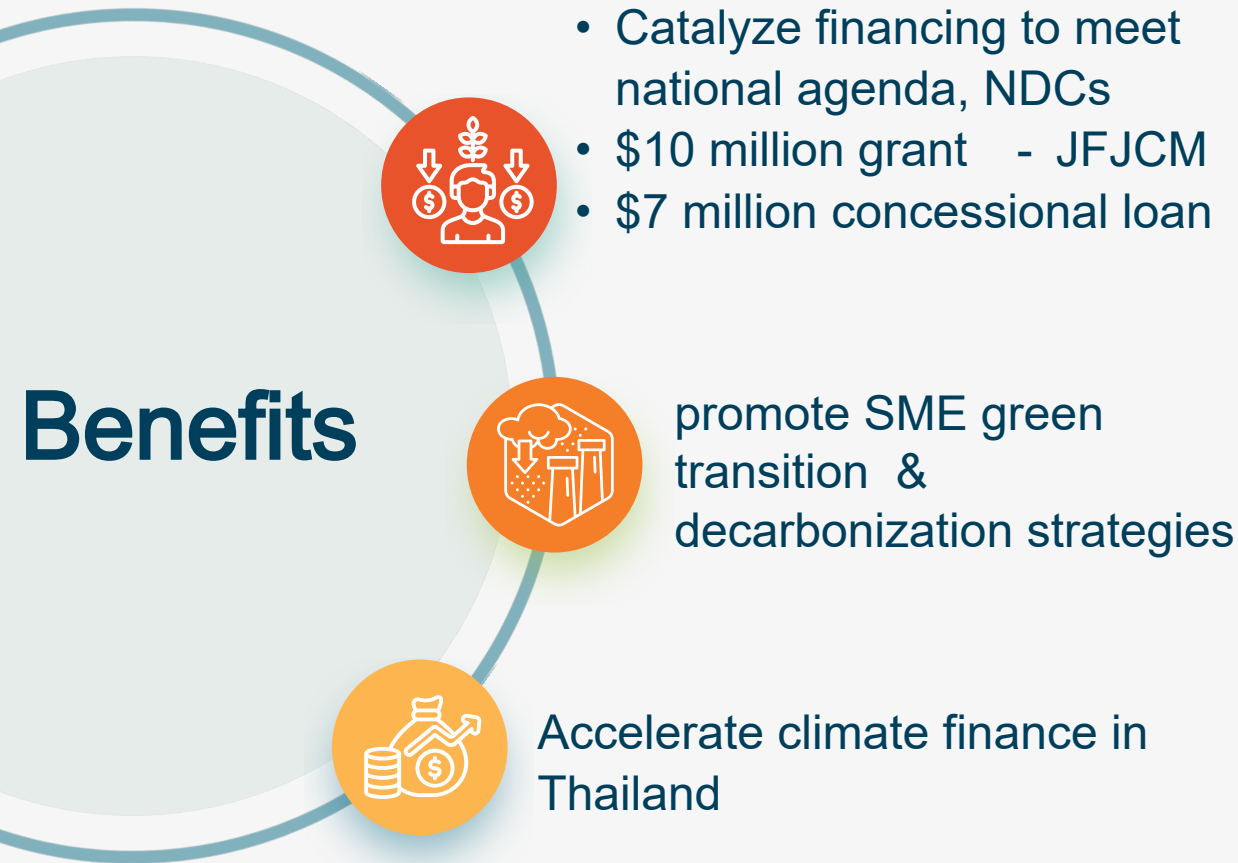 Benefits
• Catalyze financing to meet
national agenda, NDCs
• $10 million grant - JFJCM
• $7 million concessional loan
promote SME green
transition &
decarbonization strategies
Accelerate climate finance in
Thailand